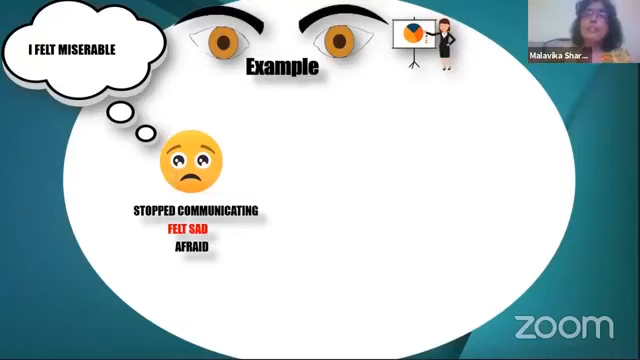 I FELT MISERABLE
Example
Malavika Shar...
STOPPED COMMUNICATING
FELT SAD
AFRAID
zoom